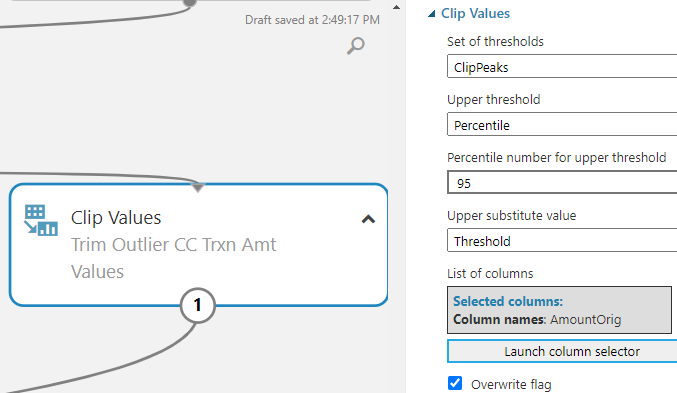 Draft saved at 2:49:17 PM
Clip Values
Trim Outlier CC Trxn Amt
Values
1
Clip Values
Set of thresholds
ClipPeaks
Upper threshold
Percentile
Percentile number for upper threshold
95
Upper substitute value
Threshold
List of columns
Selected columns:
Column names: AmountOrig
Launch column selector
Overwrite flag